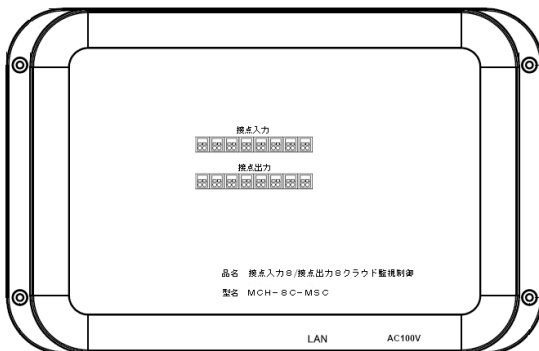 接点入力
接点出力
品名 接点入力8/接点出力8クラウド監視制御
型名 MCH-8C-MSC
LAN AC100V